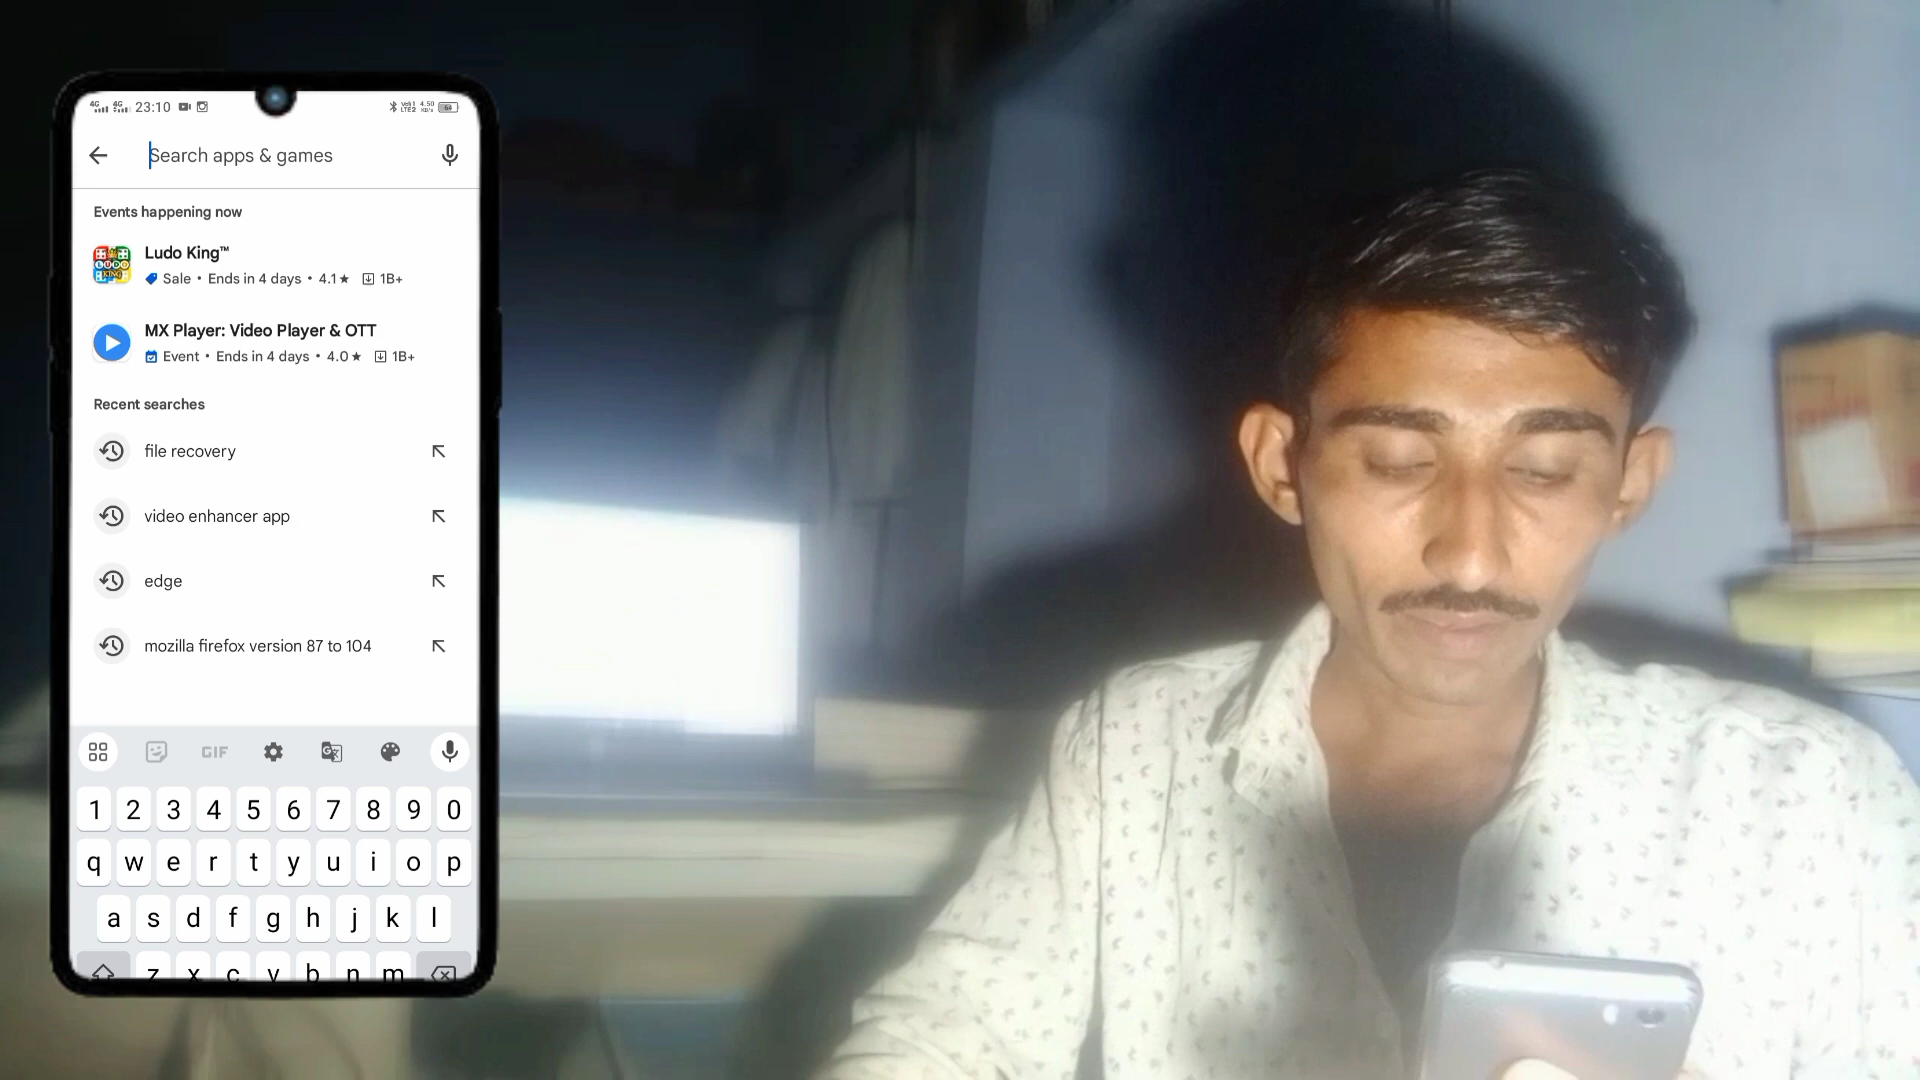 4G 4G 23:10
Search apps & games
Events happening now
Ludo King™
Sale • Ends in 4 days • 4.1★ 1B+
MX Player: Video Player & OTT
Event • Ends in 4 days • 4.0★ 1B+
Recent searches
file recovery
video enhancer app
edge
mozilla firefox version 87 to 104
GIF
1 2 3 4 5 6 7 8 9 0
q w e r t y u i o p
a s d f g h j k l
z x c v b n m